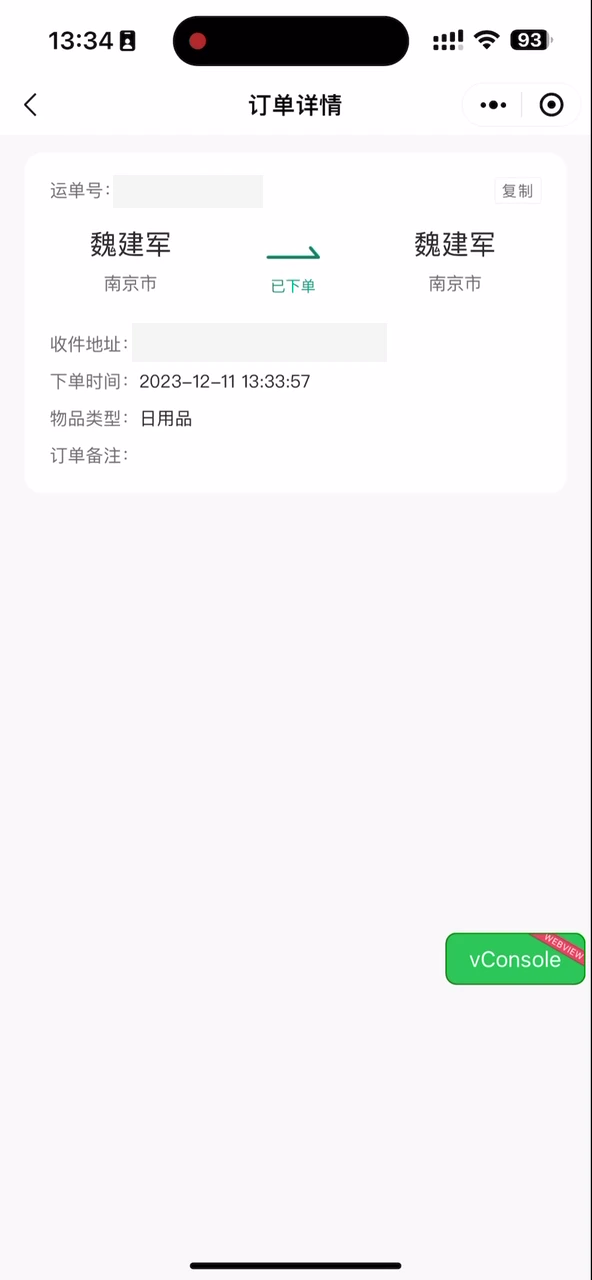 13:34
93
订单详情
运单号：
复制
魏建军
魏建军
南京市
已下单
南京市
收件地址：
下单时间：2023-12-11 13:33:57
物品类型：日用品
订单备注：
vConsole
WEBVIEW